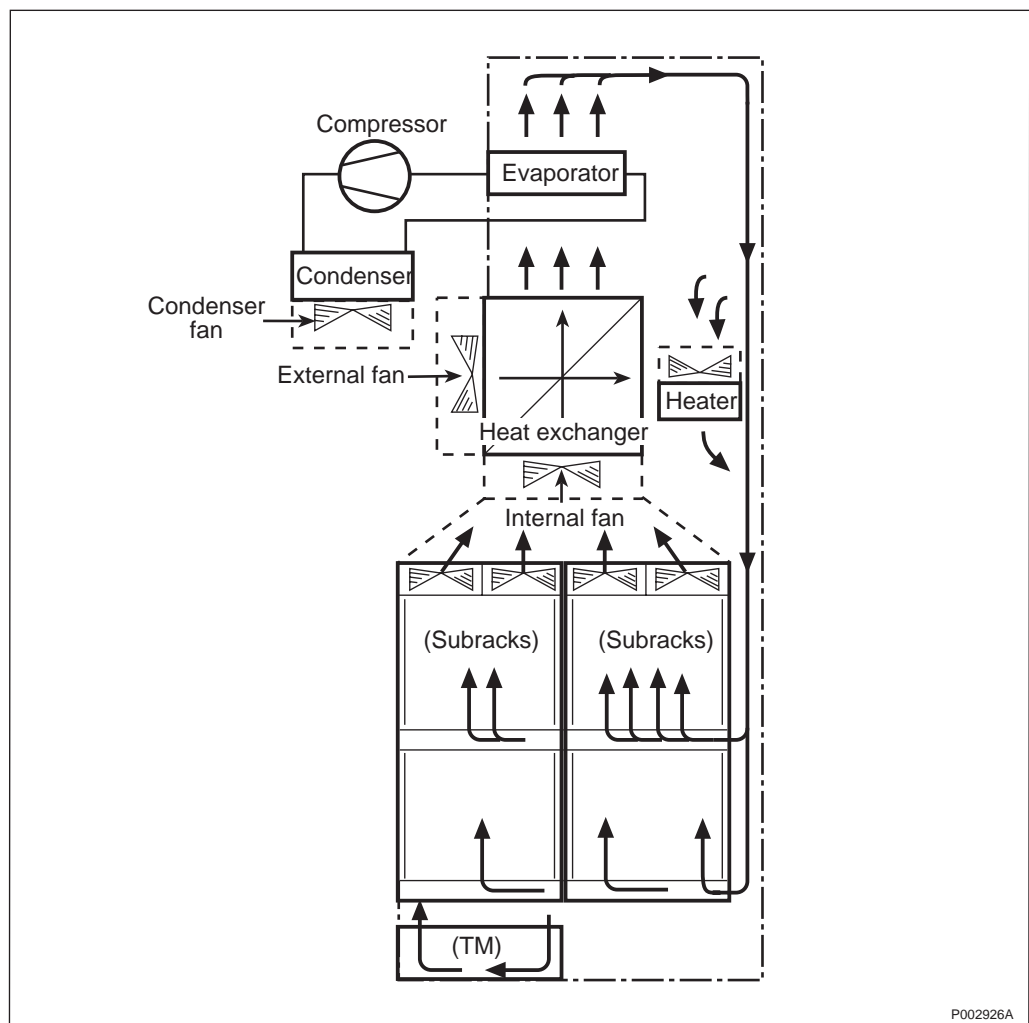 Compressor
Evaporator
Condenser
Condenser
fan
External fan
Heater
Heat exchanger
Internal fan
(Subracks)
(Subracks)
(TM)
P002926A